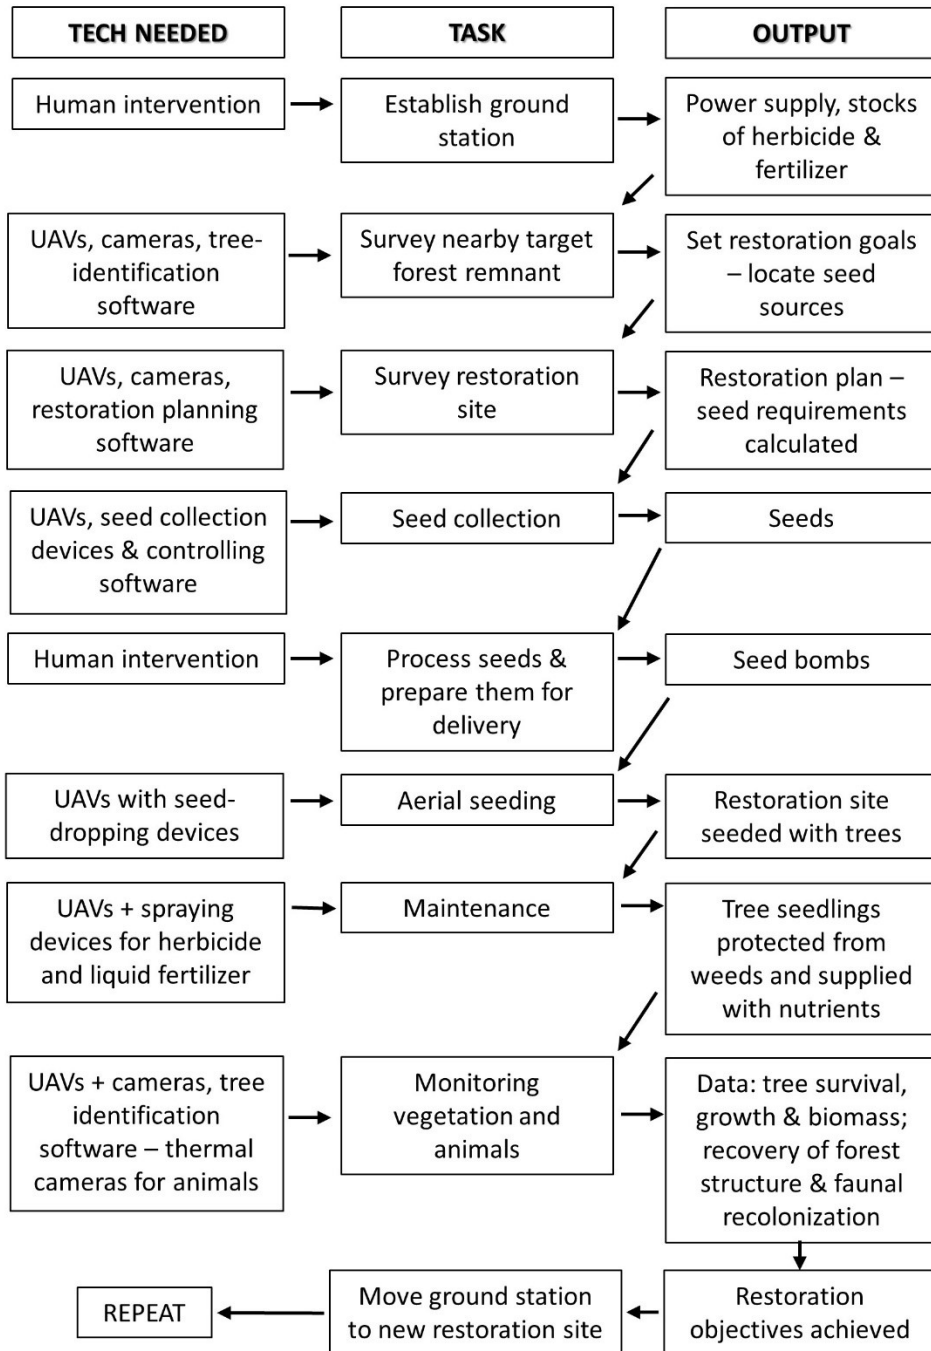 TECH NEEDED
TASK
OUTPUT
Human intervention
Establish ground
station
Power supply, stocks
of herbicide &
fertilizer
UAVs, cameras, tree-
identification
software
Survey nearby target
forest remnant
Set restoration goals
– locate seed
sources
UAVs, cameras,
restoration planning
software
Survey restoration
site
Restoration plan –
seed requirements
calculated
UAVs, seed collection
devices & controlling
software
Seed collection
Seeds
Human intervention
Process seeds &
prepare them for
delivery
Seed bombs
UAVs with seed-
dropping devices
Aerial seeding
Restoration site
seeded with trees
UAVs + spraying
devices for herbicide
and liquid fertilizer
Maintenance
Tree seedlings
protected from
weeds and supplied
with nutrients
UAVs + cameras, tree
identification
software – thermal
cameras for animals
Monitoring
vegetation and
animals
Data: tree survival,
growth & biomass;
recovery of forest
structure & faunal
recolonization
REPEAT
Move ground station
to new restoration site
Restoration
objectives achieved